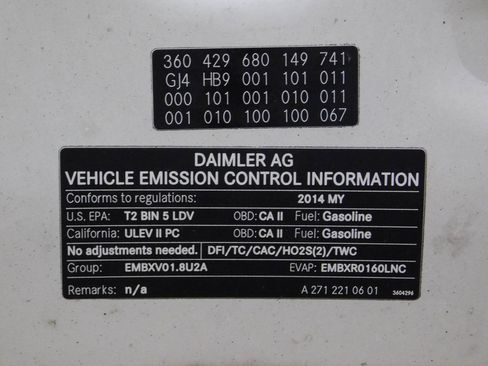 360 429 680 149 741
GJ4 HB9 001 101 011
000 101 001 010 011
001 010 100 100 067
DAIMLER AG
VEHICLE EMISSION CONTROL INFORMATION
Conforms to regulations: 2014 MY
U.S. EPA: T2 BIN 5 LDV OBD: CA II Fuel: Gasoline
California: ULEV II PC OBD: CA II Fuel: Gasoline
No adjustments needed. DFI/TC/CAC/HO2S(2)/TWC
Group: EMBXV01.8U2A EVAP: EMBXR0160LNC
Remarks: n/a A 271 221 06 01 3604296